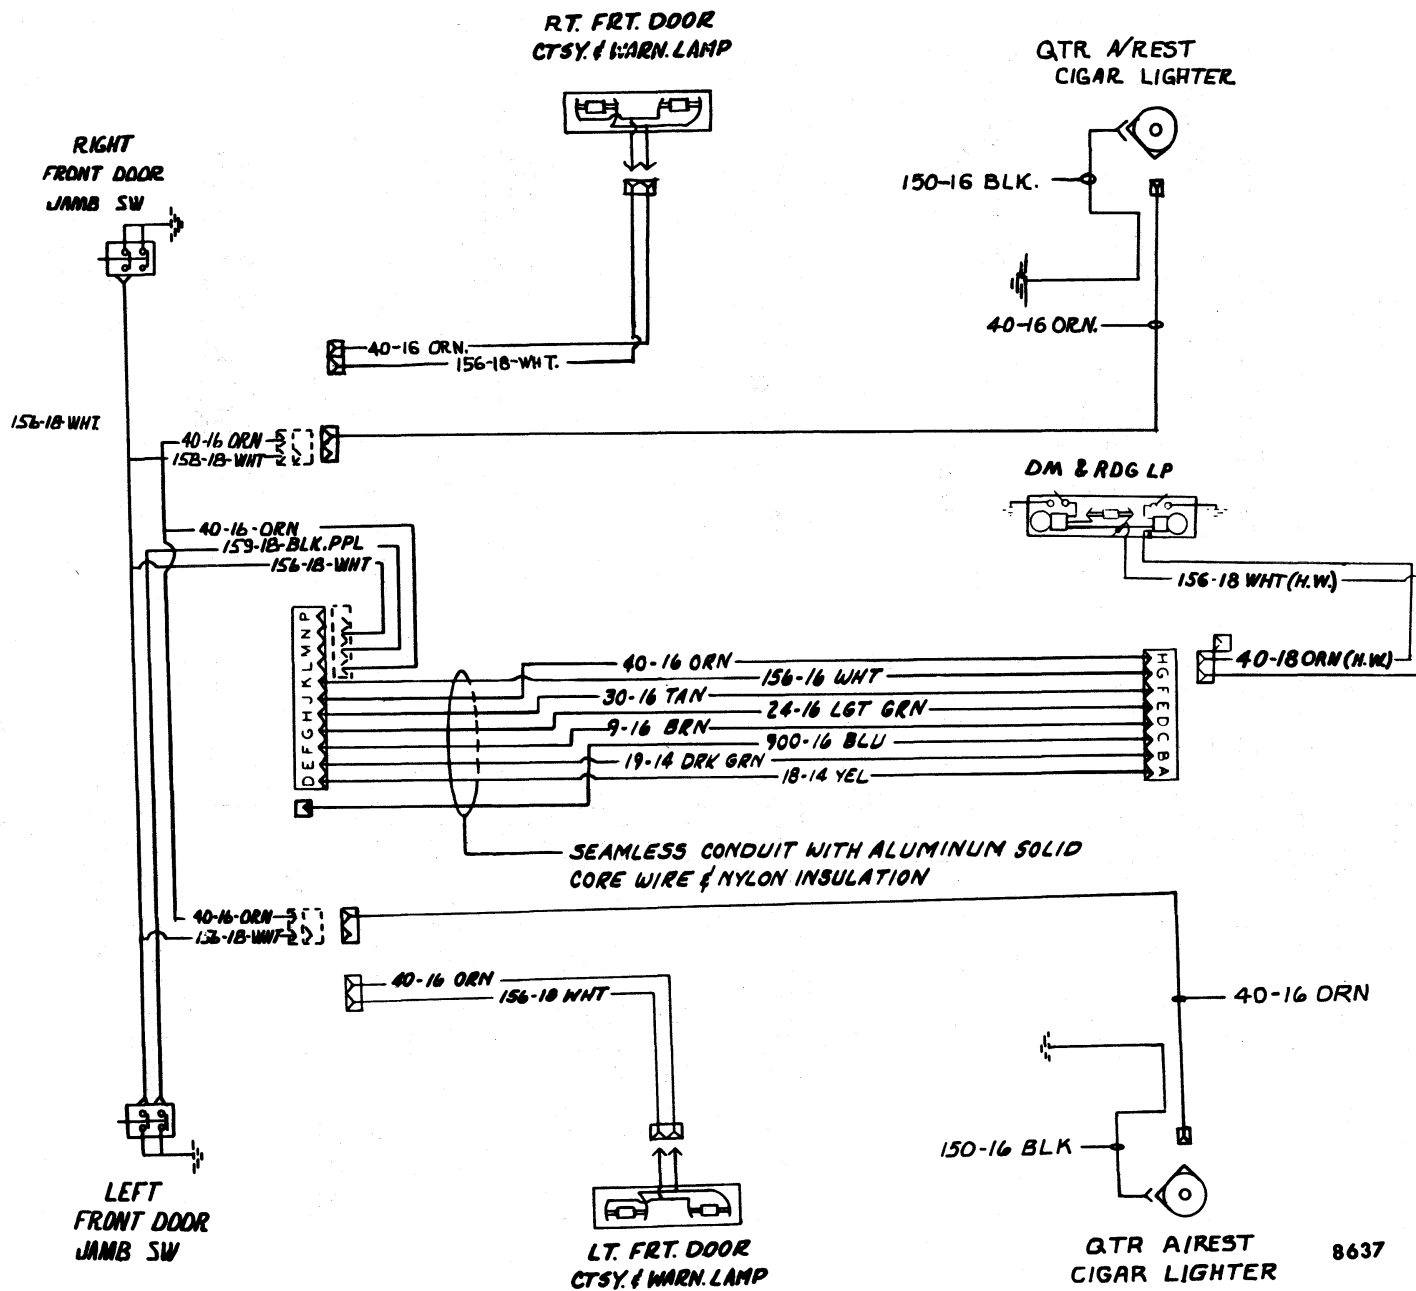 RT. FRT. DOOR
CTSY. & WARN. LAMP
QTR A/REST
CIGAR LIGHTER
RIGHT
FRONT DOOR
JAMB SW
150-16 BLK.
40-16 ORN.
40-16 ORN.
156-18-WHT.
156-18-WHT.
40-16 ORN
158-18-WHT
DM & RDG LP
40-16-ORN
159-18-BLK.PPL
156-18-WHT
156-18 WHT (H.W.)
40-18 ORN (H.W.)
D E F G H J K L M N P
H G F E D C B A
40-16 ORN
156-16 WHT
30-16 TAN
24-16 LGT GRN
9-16 BRN
900-16 BLU
19-14 DRK GRN
18-14 YEL
SEAMLESS CONDUIT WITH ALUMINUM SOLID
CORE WIRE & NYLON INSULATION
40-16-ORN
156-18-WHT
40-16 ORN
156-18 WHT
40-16 ORN
150-16 BLK
LEFT
FRONT DOOR
JAMB SW
LT. FRT. DOOR
CTSY. & WARN. LAMP
QTR A/REST
CIGAR LIGHTER
8637